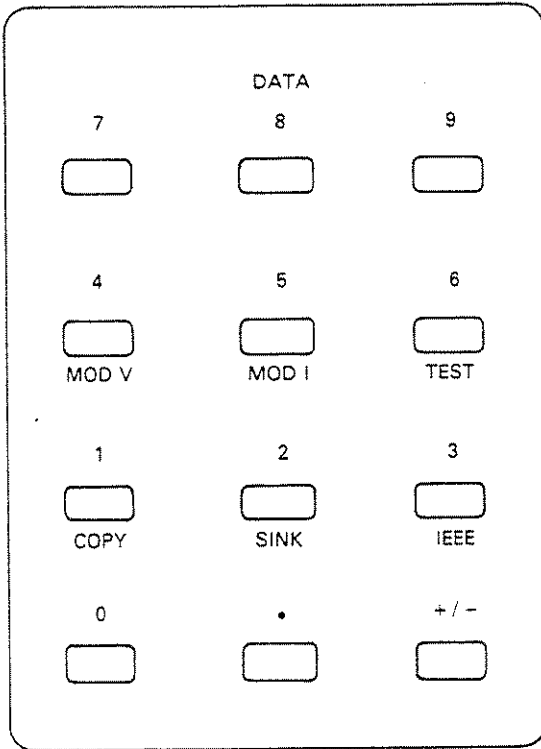 DATA
7 8 9
4 5 6
MOD V MOD I TEST
1 2 3
COPY SINK IEEE
0 • +/−